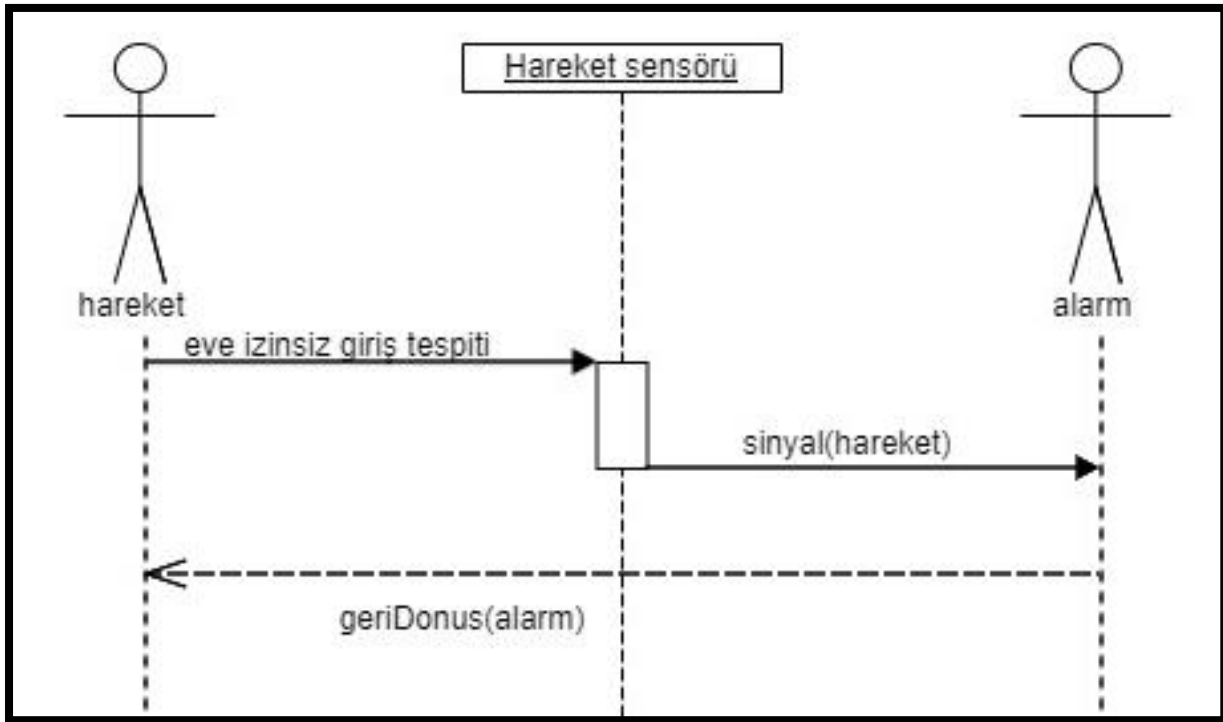 Hareket sensörü
hareket
alarm
eve izinsiz giriş tespiti
sinyal(hareket)
geriDonus(alarm)